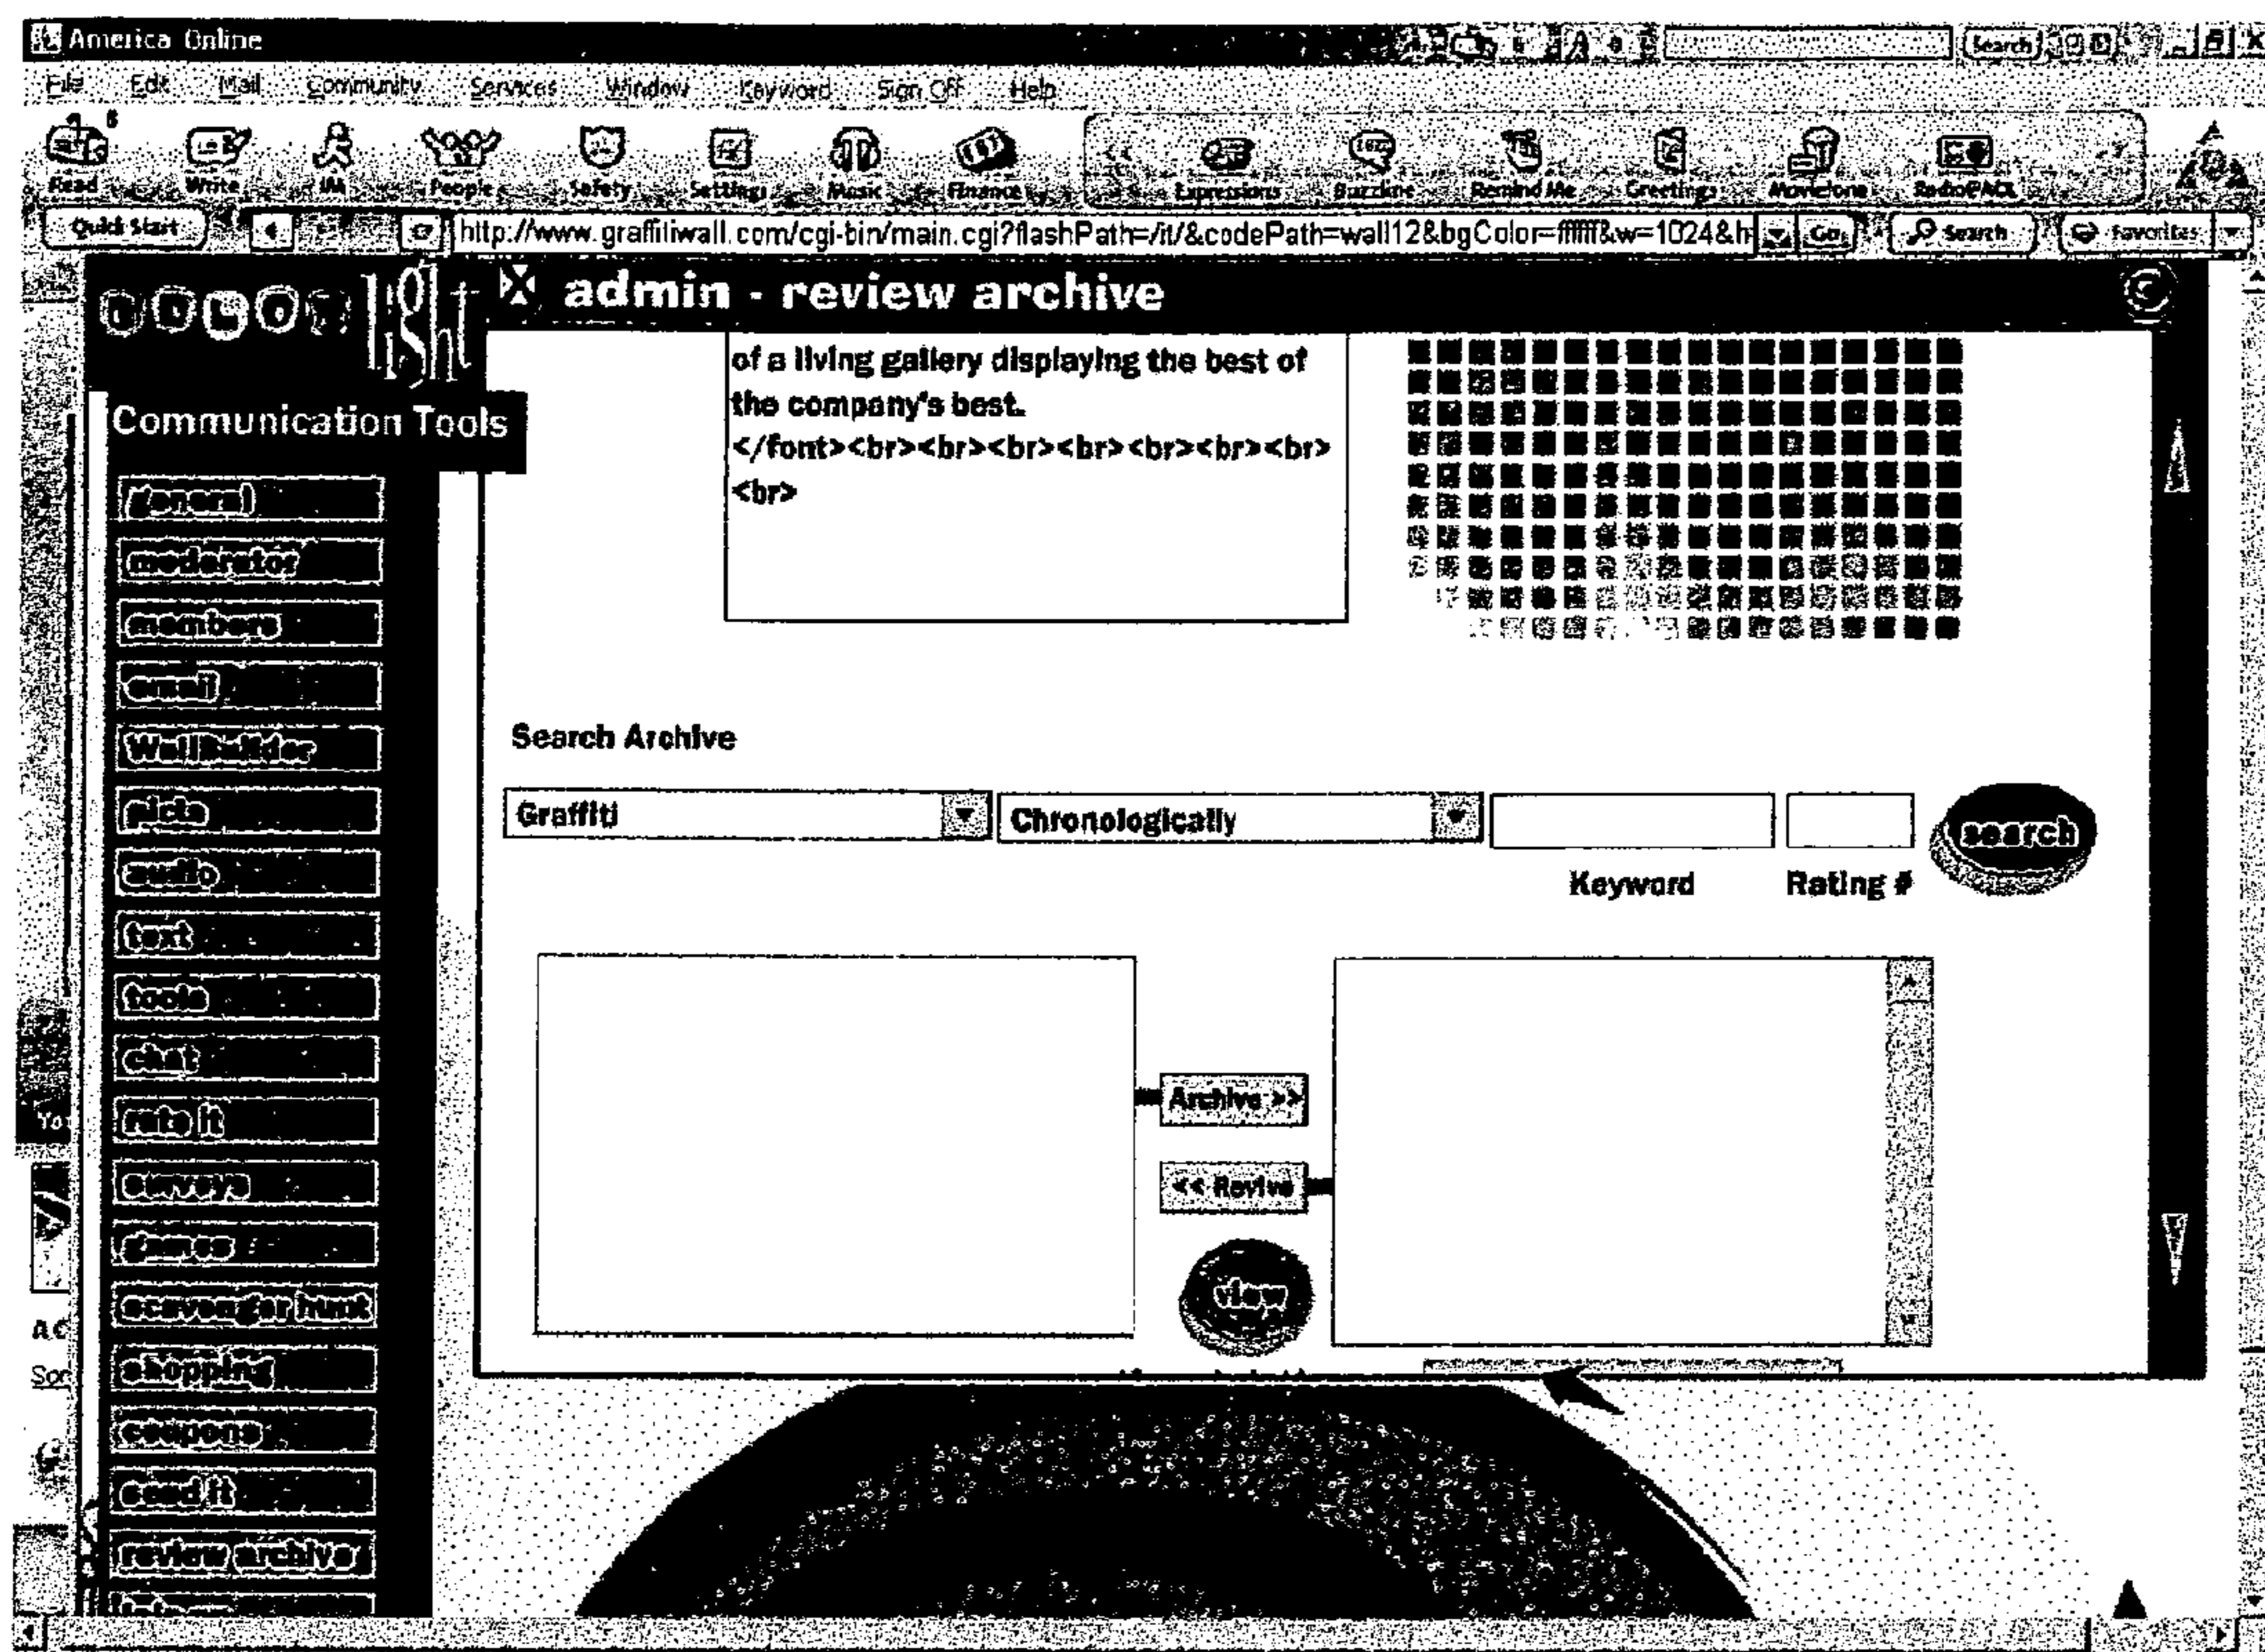 America Online
Search
File Edit Mail Community Services Window Keyword Sign Off Help
Read Write IM People Safety Settings Music Finance Expressions Buzzline Remind Me Greetings Moviefone
Quick Start http://www.graffitiwall.com/cgi-bin/main.cgi?flashPath=/it/&codePath=wall12&bgColor=ffffff&w=1024&h Go Search Favorites
COLOR light
admin - review archive
of a living gallery displaying the best of
the company's best.
</font><br><br><br><br><br><br><br>
<br>
Communication Tools
general
moderator
members
email
WallBuilder
picts
audio
text
tools
chat
rate it
surveys
games
scavenger hunt
shopping
coupons
send it
review archive
Search Archive
Graffiti Chronologically search
Keyword Rating #
Archive >>
<< Revive
view